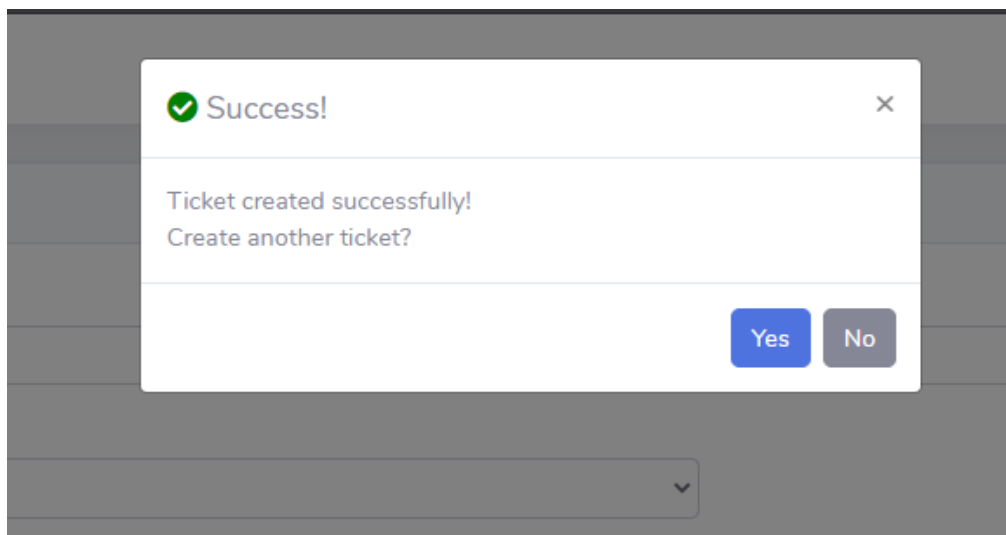 Success!
Ticket created successfully!
Create another ticket?
Yes No